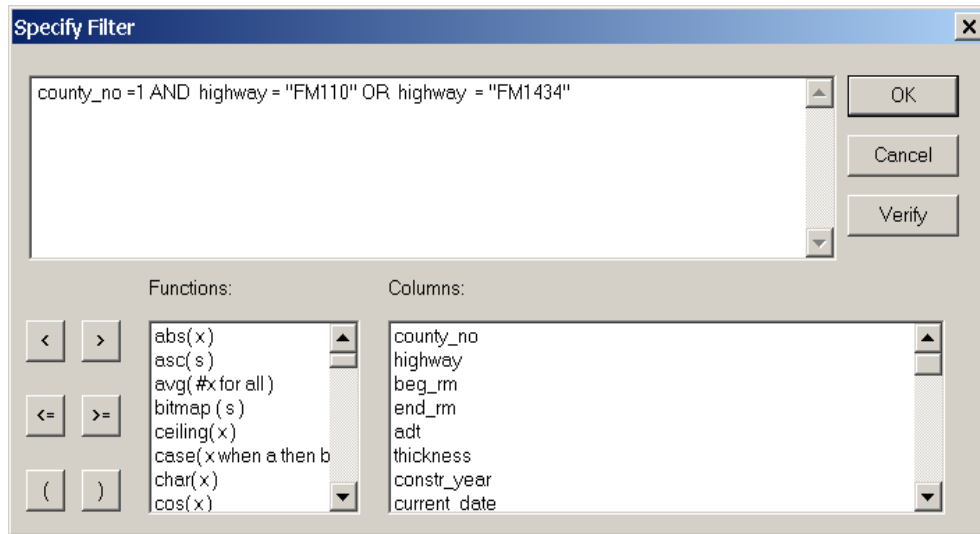 Specify Filter
county_no =1 AND highway = "FM110" OR highway = "FM1434"
OK
Cancel
Verify
Functions:
Columns:
< >
<= >=
( )
abs( x )
asc( s )
avg( #x for all )
bitmap ( s )
ceiling( x )
case( x when a then b
char( x )
cos( x )
county_no
highway
beg_rm
end_rm
adt
thickness
constr_year
current_date